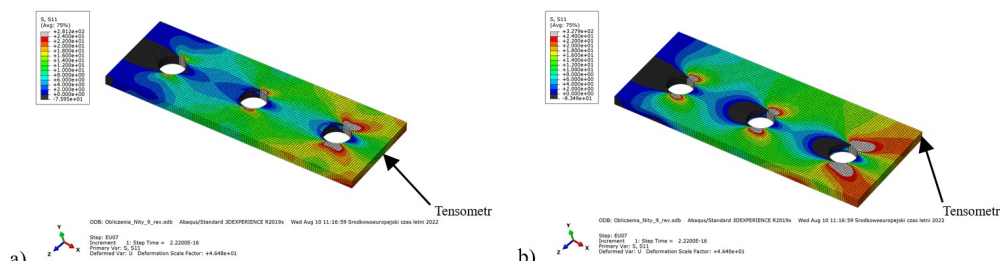 S, S11
(Avg: 75%)
+2.812e+02
+2.400e+01
+2.200e+01
+2.000e+01
+1.800e+01
+1.600e+01
+1.400e+01
+1.200e+01
+1.000e+01
+8.000e+00
+6.000e+00
+4.000e+00
+2.000e+00
+0.000e+00
-7.595e+01
Tensometr
ODB: Obliczenia_Nity_9_rev.odb Abaqus/Standard 3DEXPERIENCE R2019x Wed Aug 10 11:16:59 Środkowoeuropejski czas letni 2022
Y
Z X
Step: EU07
Increment 1: Step Time = 2.2200E-16
Primary Var: S, S11
Deformed Var: U Deformation Scale Factor: +4.648e+01
a)
S, S11
(Avg: 75%)
+3.279e+02
+2.400e+01
+2.200e+01
+2.000e+01
+1.800e+01
+1.600e+01
+1.400e+01
+1.200e+01
+1.000e+01
+8.000e+00
+6.000e+00
+4.000e+00
+2.000e+00
+0.000e+00
-9.349e+01
Tensometr
ODB: Obliczenia_Nity_9_rev.odb Abaqus/Standard 3DEXPERIENCE R2019x Wed Aug 10 11:16:59 Środkowoeuropejski czas letni 2022
Y
Z X
Step: EU07
Increment 1: Step Time = 2.2200E-16
Primary Var: S, S11
Deformed Var: U Deformation Scale Factor: +4.648e+01
b)